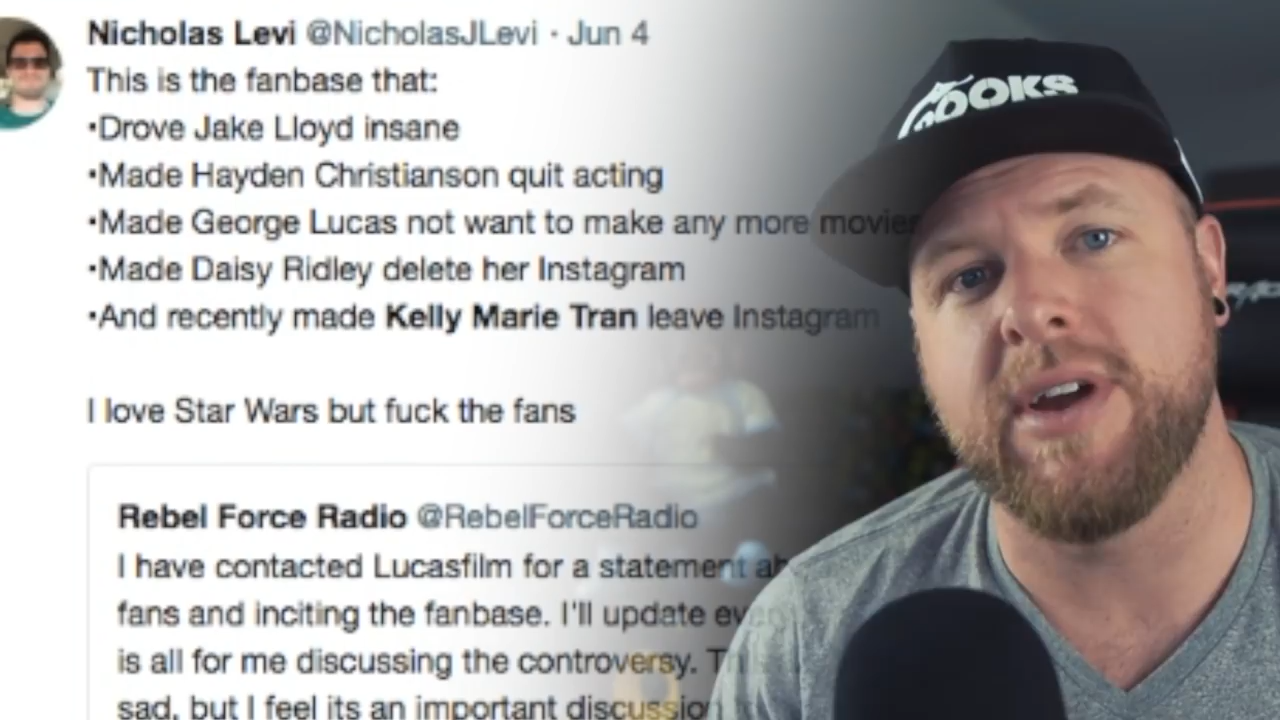 Nicholas Levi @NicholasJLevi · Jun 4
This is the fanbase that:
•Drove Jake Lloyd insane
•Made Hayden Christianson quit acting
•Made George Lucas not want to make any more movies
•Made Daisy Ridley delete her Instagram
•And recently made Kelly Marie Tran leave Instagram
I love Star Wars but fuck the fans
Rebel Force Radio @RebelForceRadio
I have contacted Lucasfilm for a statement
fans and inciting the fanbase. I'll update
is all for me discussing the controversy.
sad, but I feel its an important discussion